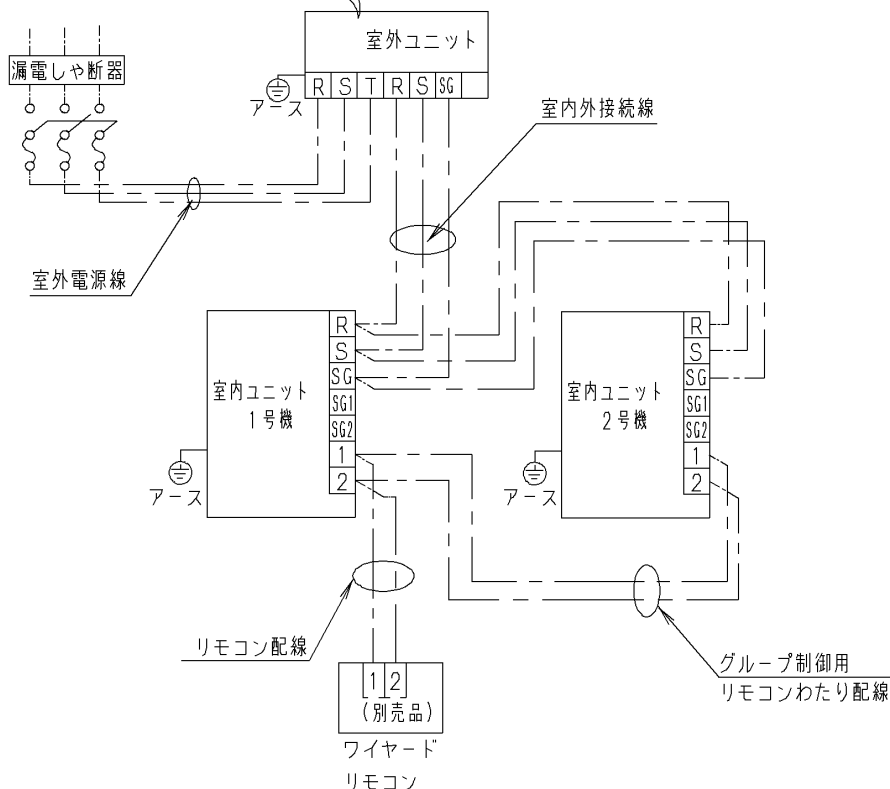 室外ユニット
漏電しゃ断器
R S T R S SG
アース
室内外接続線
室外電源線
R
S
SG
SG1
SG2
1
2
室内ユニット
1号機
アース
R
S
SG
SG1
SG2
1
2
室内ユニット
2号機
アース
リモコン配線
グループ制御用
リモコンわたり配線
1 2
(別売品)
ワイヤード
リモコン